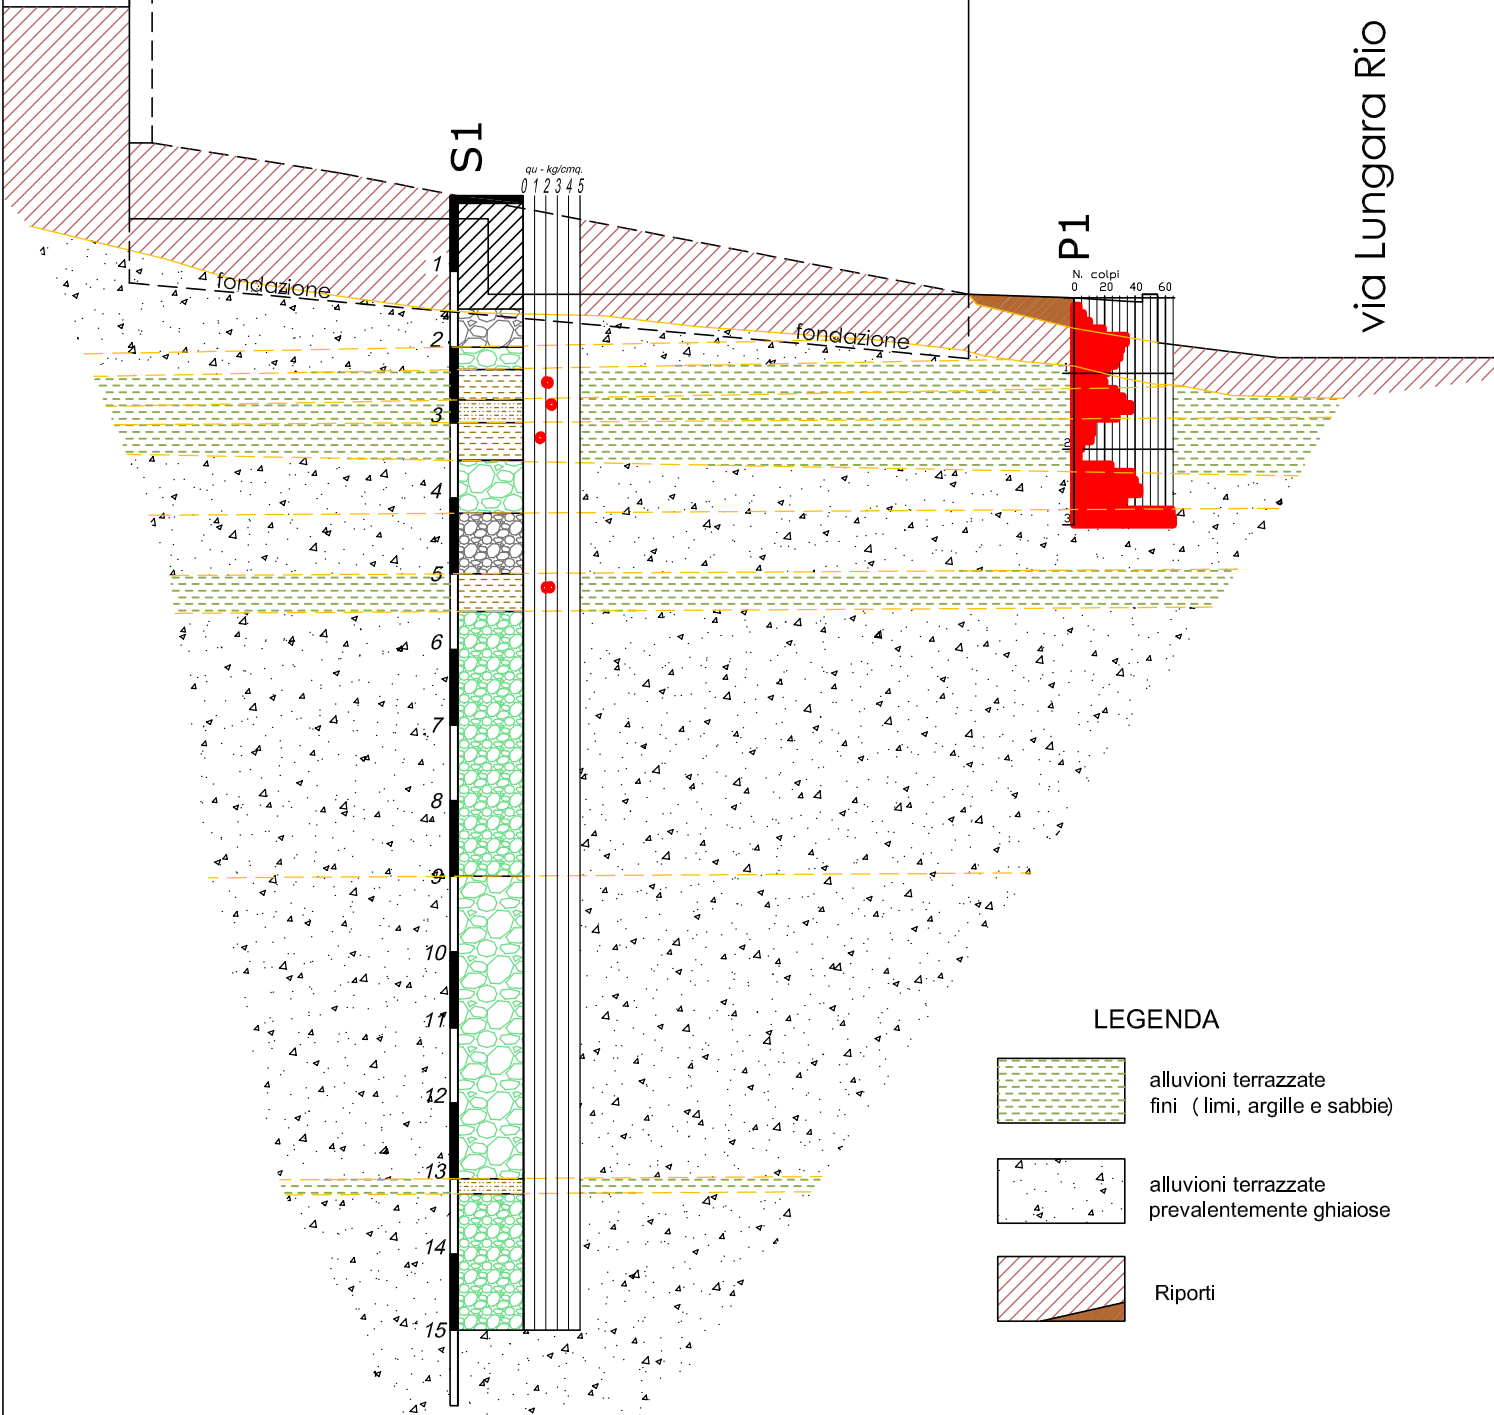 via Lungara Rio
S1
qu - kg/cmq.
0 1 2 3 4 5
P1
N. colpi
0 20 40 60
fondazione
fondazione
1
2
3
4
5
6
7
8
9
10
11
12
13
14
15
1
2
3
LEGENDA
alluvioni terrazzate
fini ( limi, argille e sabbie)
alluvioni terrazzate
prevalentemente ghiaiose
Riporti